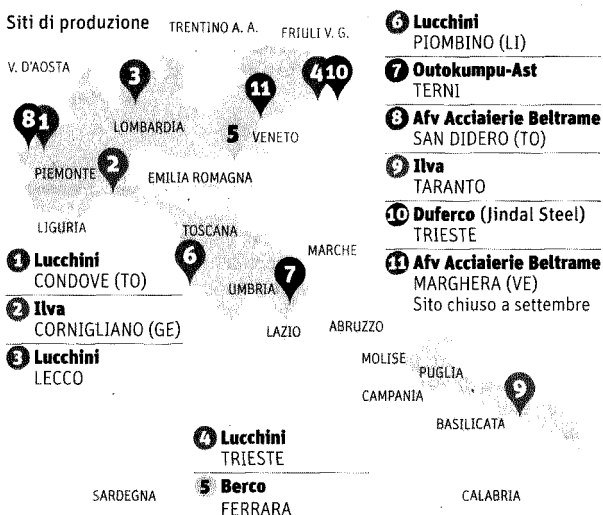 Siti di produzione
TRENTINO A. A.
FRIULI V. G.
V. D'AOSTA
3
4 10
11
8 1
LOMBARDIA
5 VENETO
PIEMONTE
2
EMILIA ROMAGNA
LIGURIA
TOSCANA
6
MARCHE
7
UMBRIA
LAZIO
ABRUZZO
MOLISE
PUGLIA
CAMPANIA
9
BASILICATA
SARDEGNA
CALABRIA
1 Lucchini
CONDOVE (TO)
2 Ilva
CORNIGLIANO (GE)
3 Lucchini
LECCO
4 Lucchini
TRIESTE
5 Berco
FERRARA
6 Lucchini
PIOMBINO (LI)
7 Outokumpu-Ast
TERNI
8 Afv Acciaierie Beltrame
SAN DIDERO (TO)
9 Ilva
TARANTO
10 Duferco (Jindal Steel)
TRIESTE
11 Afv Acciaierie Beltrame
MARGHERA (VE)
Sito chiuso a settembre